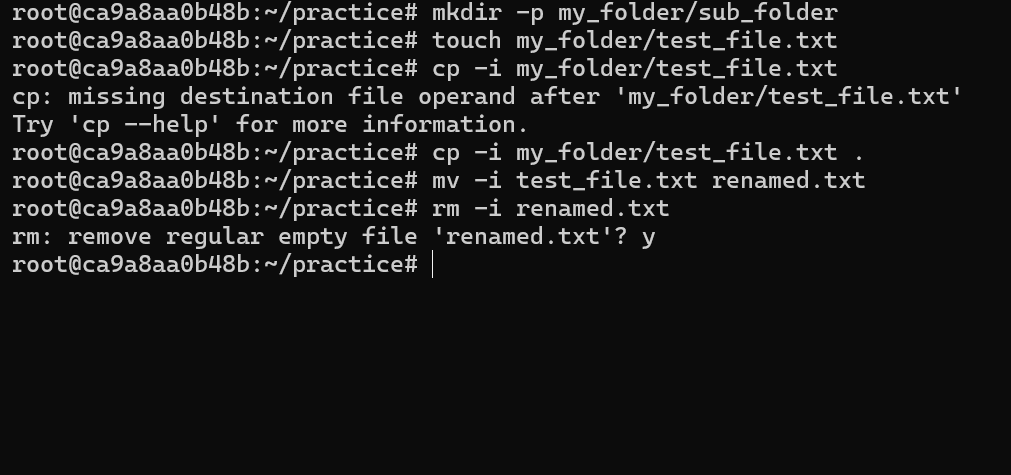 root@ca9a8aa0b48b:~/practice# mkdir -p my_folder/sub_folder
root@ca9a8aa0b48b:~/practice# touch my_folder/test_file.txt
root@ca9a8aa0b48b:~/practice# cp -i my_folder/test_file.txt
cp: missing destination file operand after 'my_folder/test_file.txt'
Try 'cp --help' for more information.
root@ca9a8aa0b48b:~/practice# cp -i my_folder/test_file.txt .
root@ca9a8aa0b48b:~/practice# mv -i test_file.txt renamed.txt
root@ca9a8aa0b48b:~/practice# rm -i renamed.txt
rm: remove regular empty file 'renamed.txt'? y
root@ca9a8aa0b48b:~/practice#